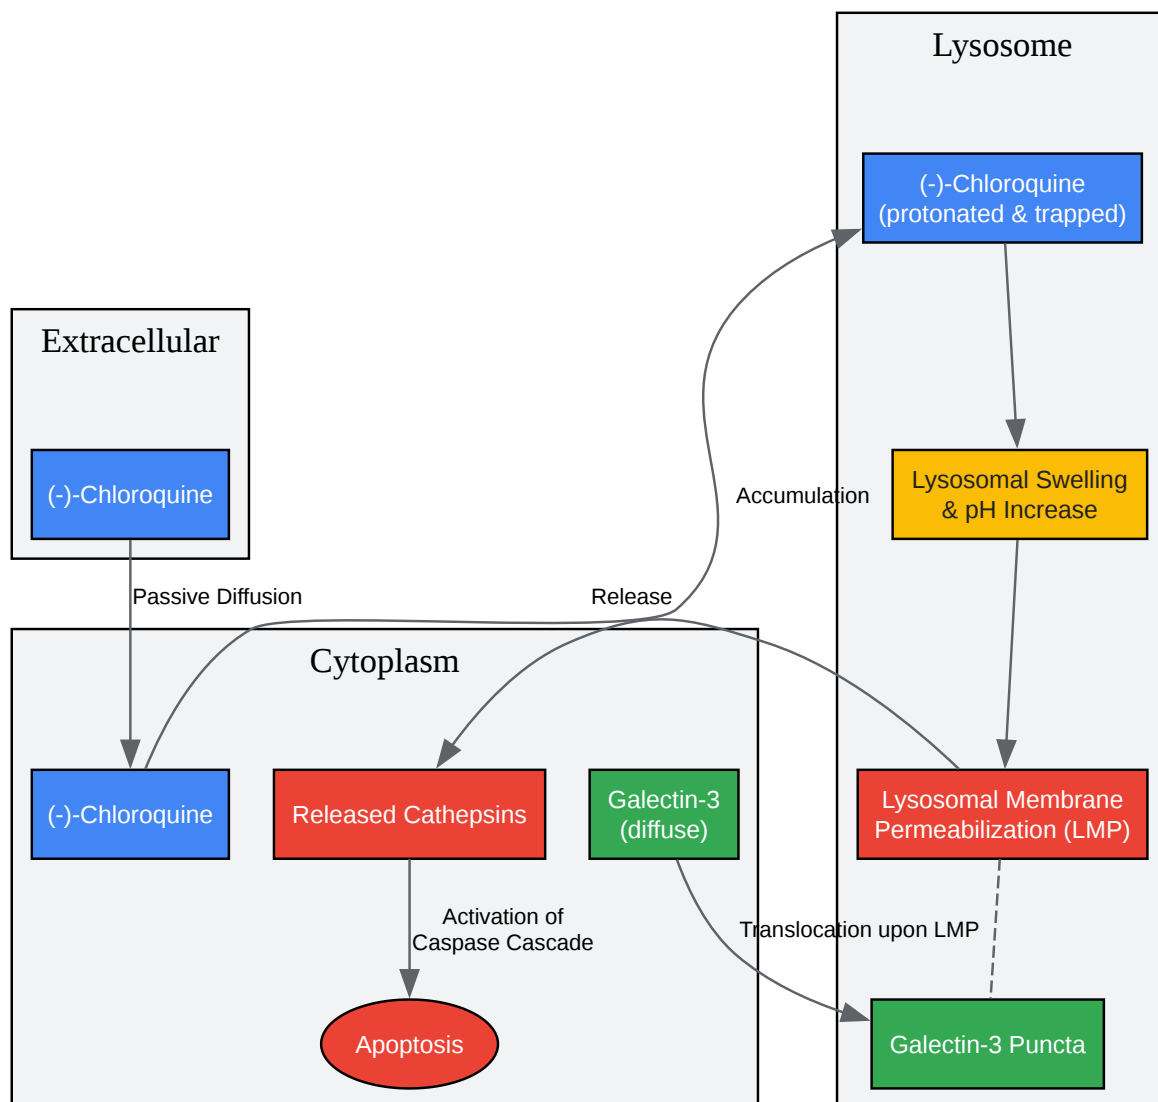 Lysosome
(-)-Chloroquine
(protonated & trapped)
Extracellular
(-)-Chloroquine
Lysosomal Swelling
& pH Increase
Accumulation
Passive Diffusion
Release
Cytoplasm
(-)-Chloroquine
Released Cathepsins
Galectin-3
(diffuse)
Lysosomal Membrane
Permeabilization (LMP)
Activation of
Caspase Cascade
Translocation upon LMP
Apoptosis
Galectin-3 Puncta